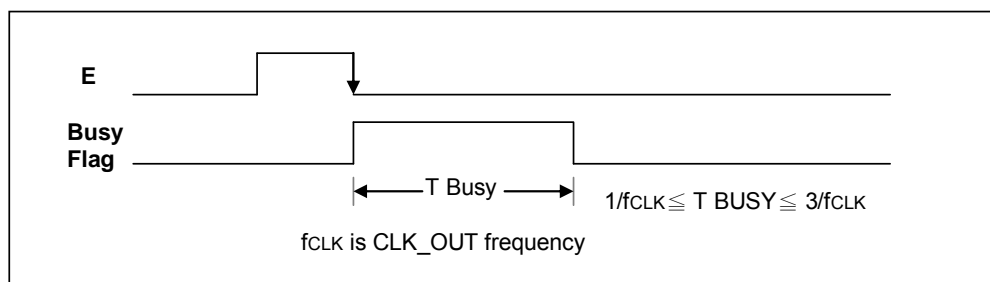 E
Busy
Flag
T Busy
1/fCLK≦ T BUSY≦ 3/fCLK
fCLK is CLK_OUT frequency